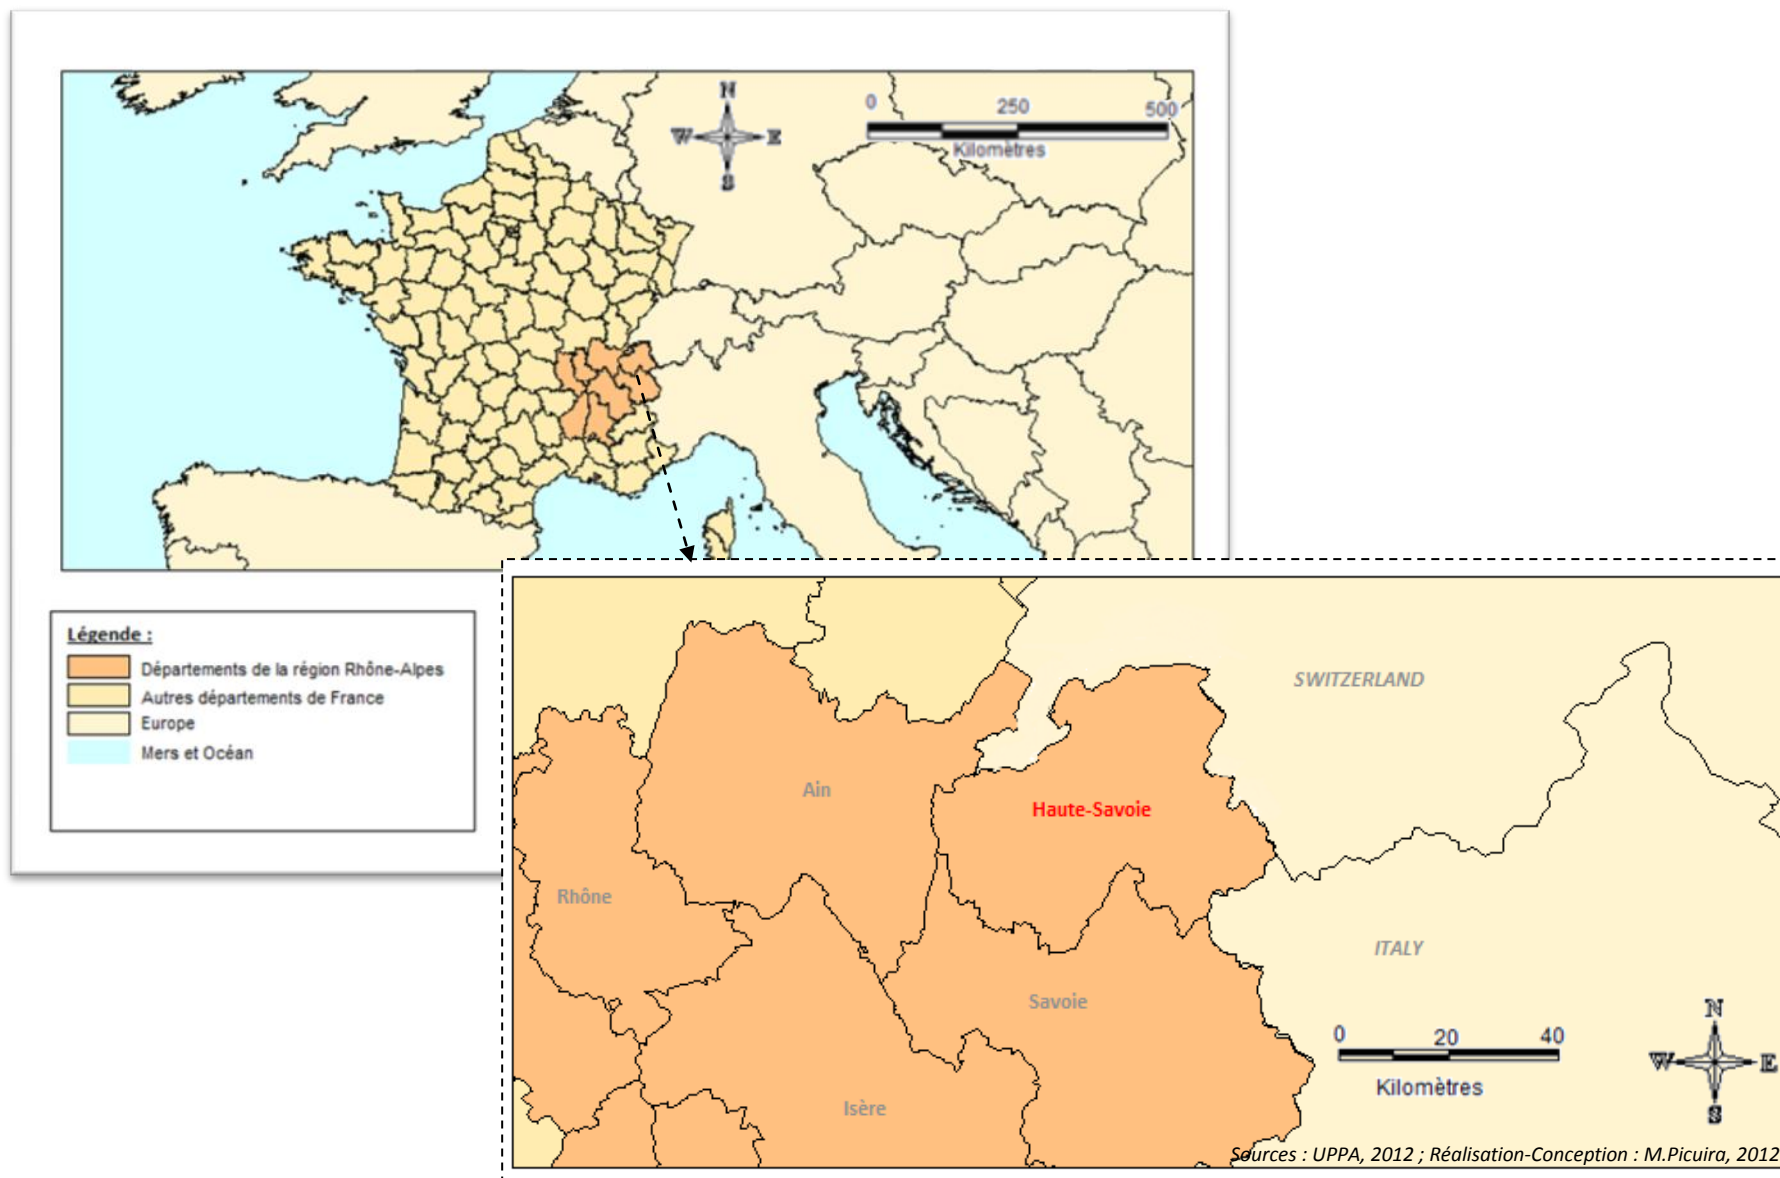 N
W E
S
0 250 500
Kilomètres
Légende :
Départements de la région Rhône-Alpes
Autres départements de France
Europe
Mers et Océan
SWITZERLAND
Ain
Haute-Savoie
Rhône
ITALY
Savoie
Isère
0 20 40
Kilomètres
N
W E
S
Sources : UPPA, 2012 ; Réalisation-Conception : M.Picuira, 2012